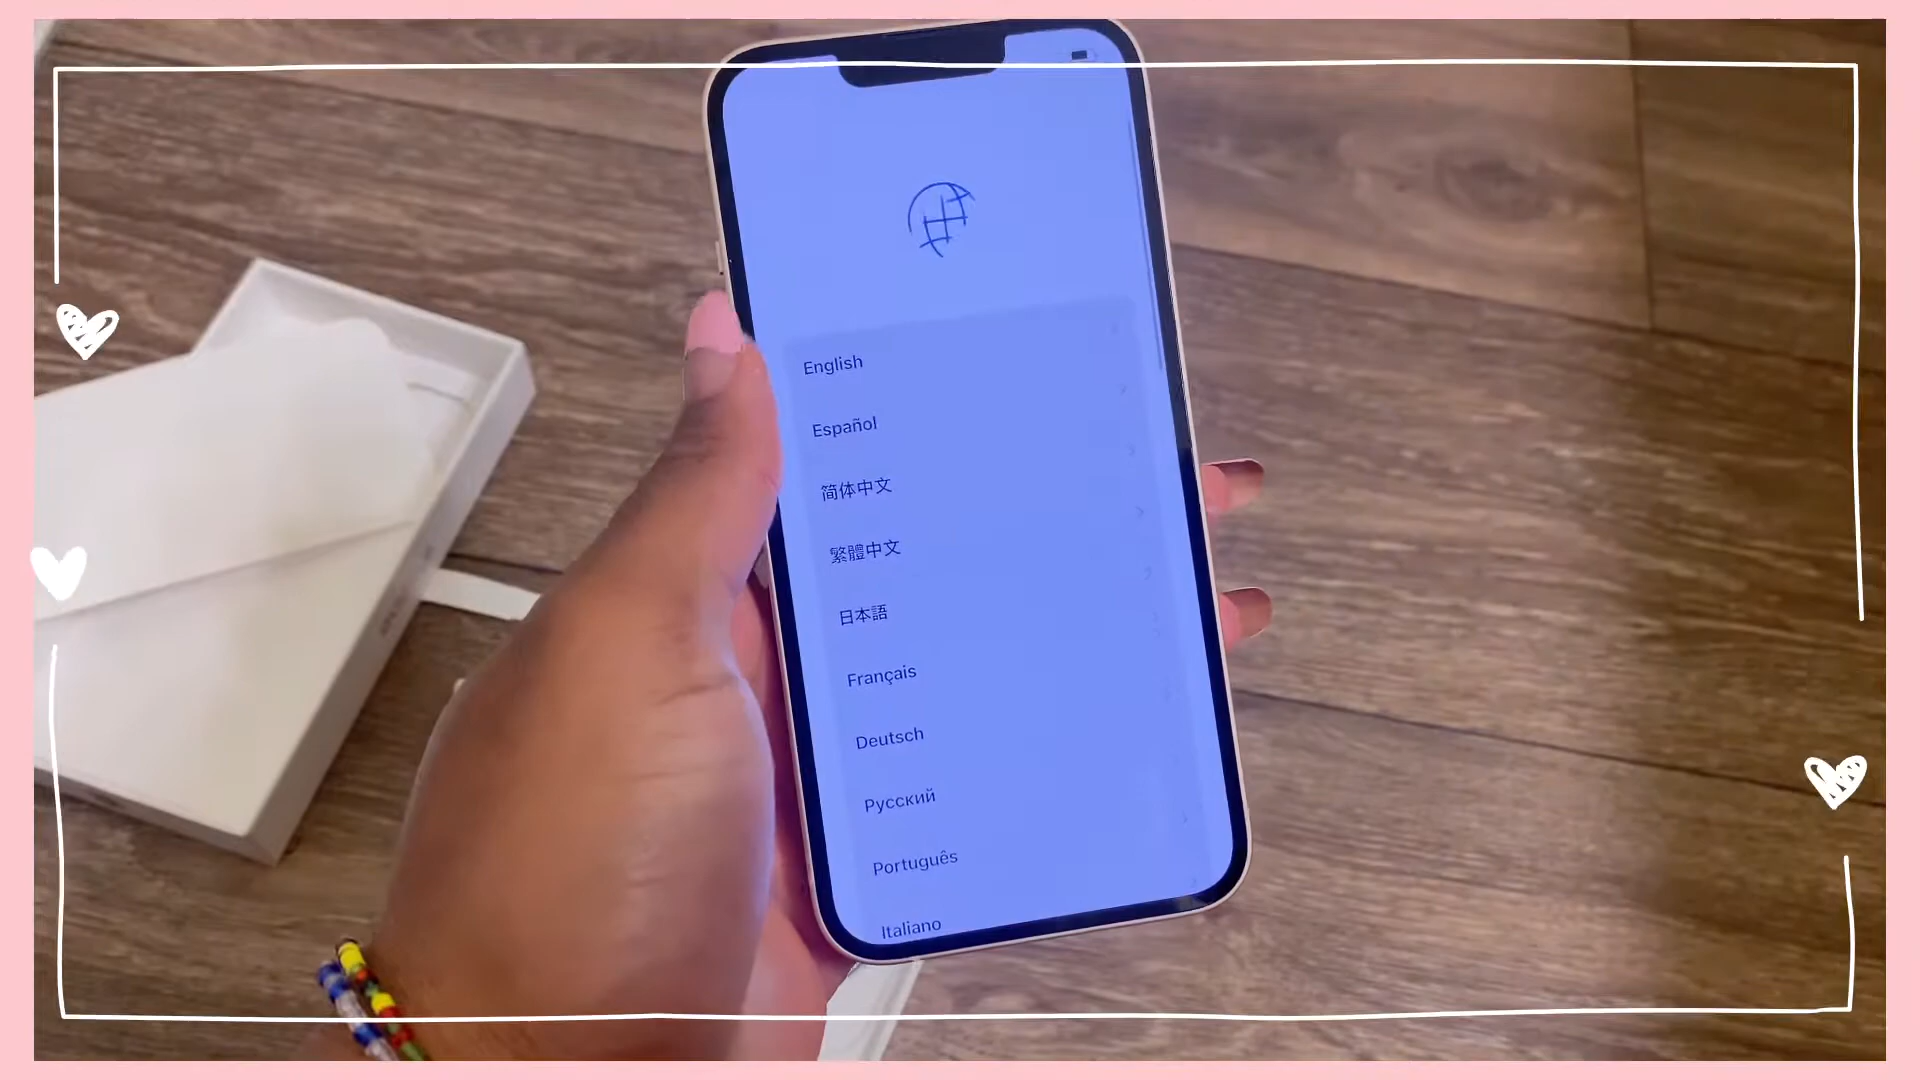 English
Español
简体中文
繁體中文
日本語
Français
Deutsch
Русский
Português
Italiano